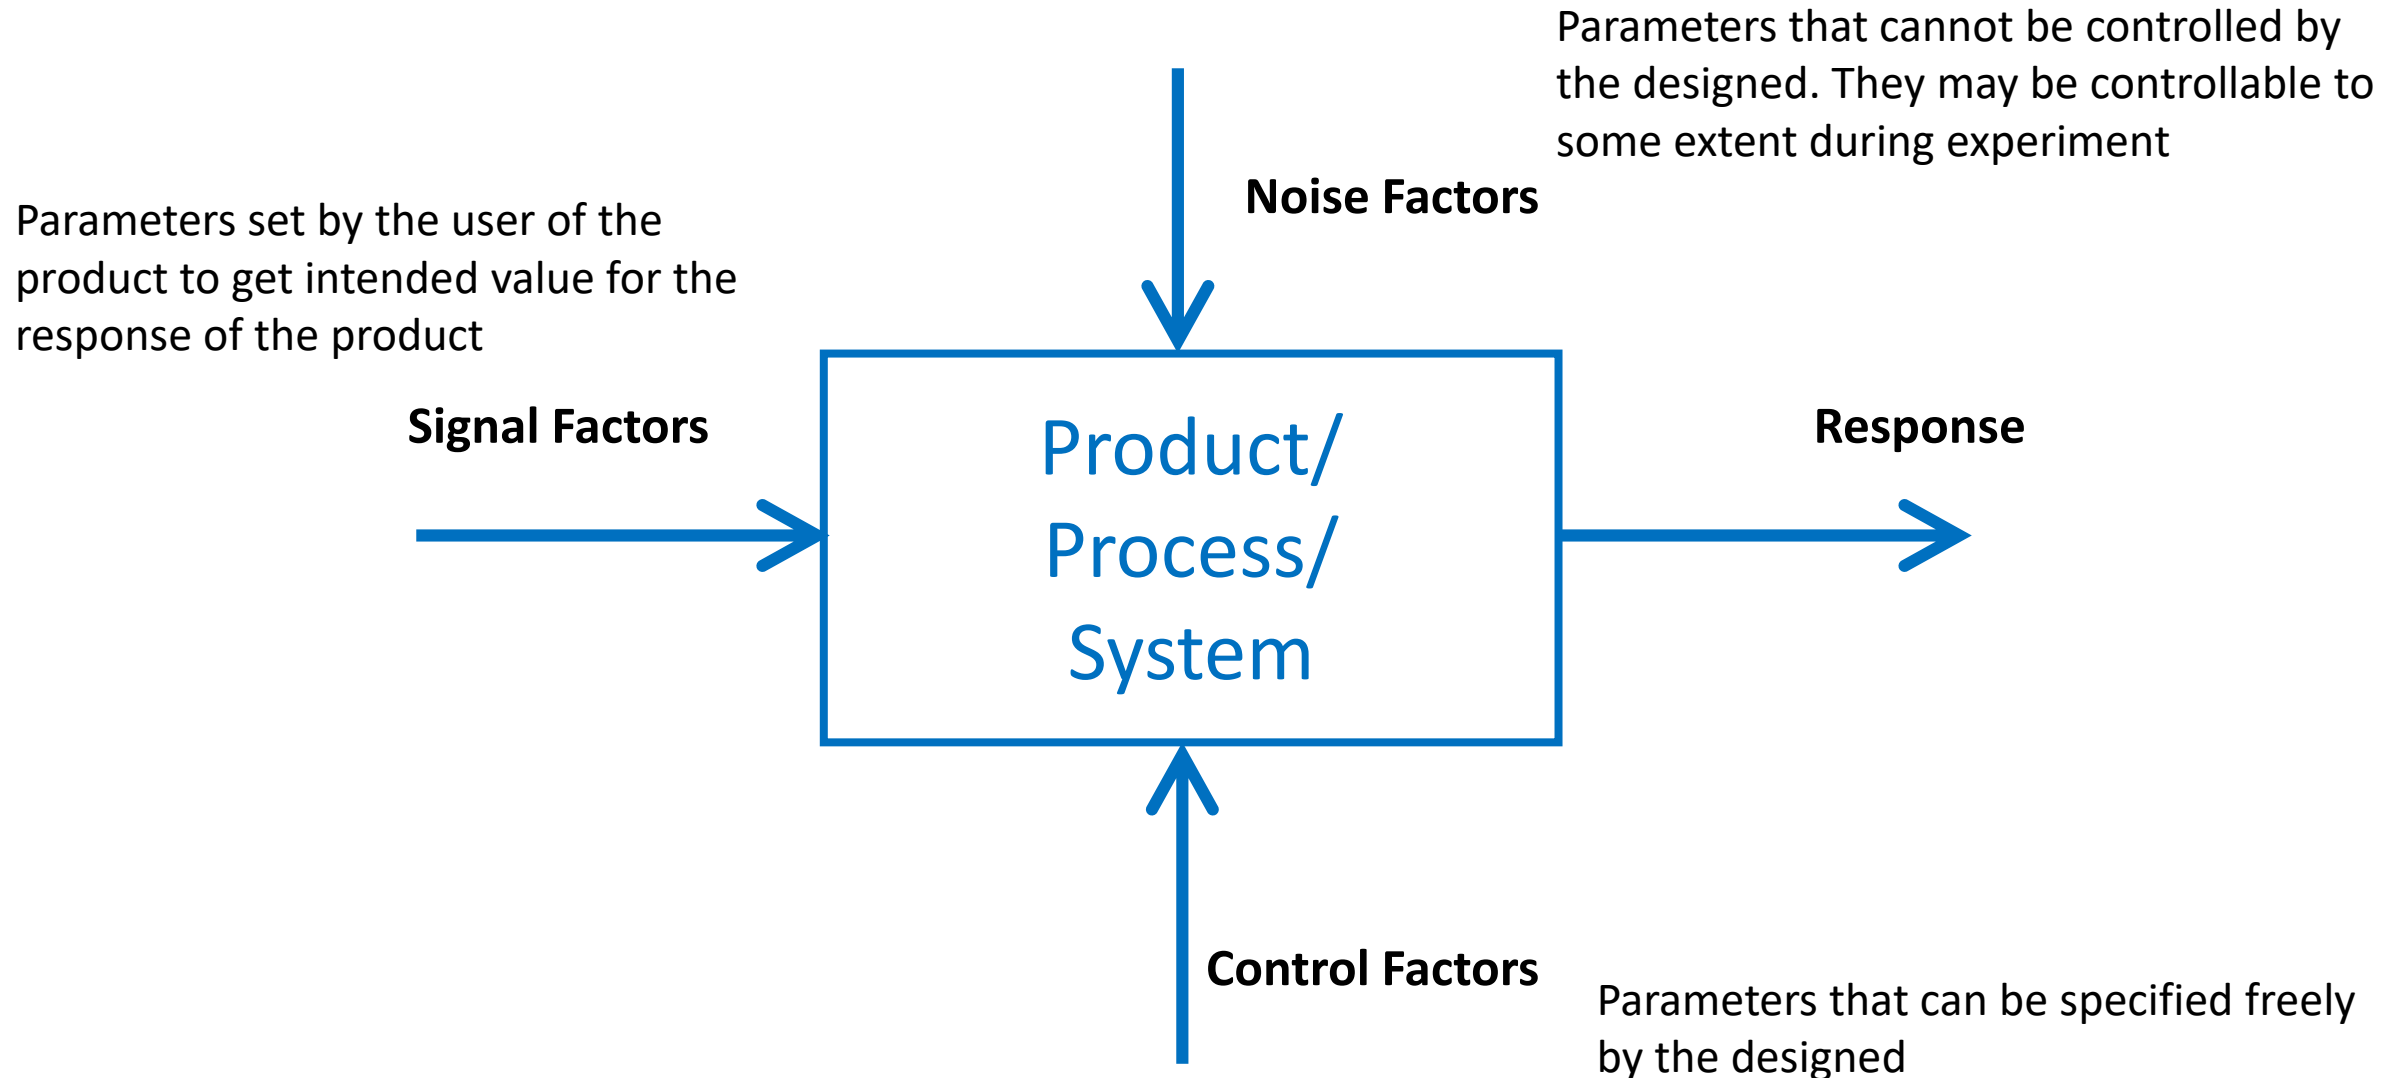 Parameters that cannot be controlled by
the designed. They may be controllable to
some extent during experiment
Noise Factors
Parameters set by the user of the
product to get intended value for the
response of the product
Signal Factors
Product/
Process/
System
Response
Control Factors
Parameters that can be specified freely
by the designed